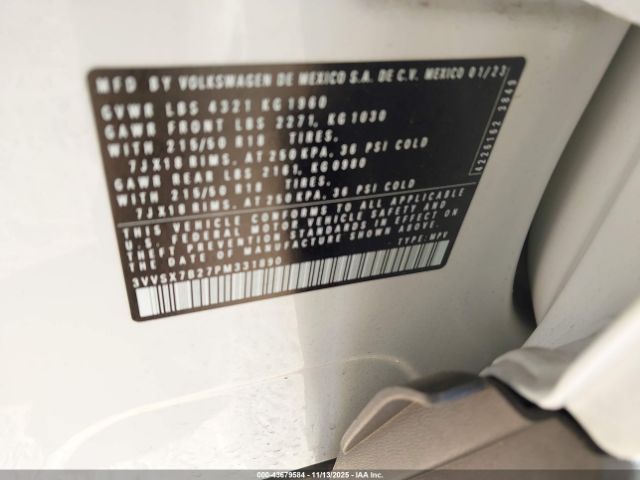 MFD BY VOLKSWAGEN DE MEXICO S.A. DE C.V. MEXICO 01/23
GVWR LBS 4321 KG 1960
GAWR FRONT LBS 2271, KG 1030
WITH 215/50 R18 TIRES.
7JX18 RIMS. AT 250 KPA, 36 PSI COLD
GAWR REAR LBS 2161, KG 0980
WITH 215/50 R18 TIRES.
7JX18 RIMS. AT 250 KPA, 36 PSI COLD
THIS VEHICLE CONFORMS TO ALL APPLICABLE
U.S. FEDERAL MOTOR VEHICLE SAFETY AND
THEFT PREVENTION STANDARDS IN EFFECT ON
DATE OF MANUFACTURE SHOWN ABOVE.
TYPE: MPV
4226162 3843
000-43679584 - 11/13/2025 - IAAI, Inc.